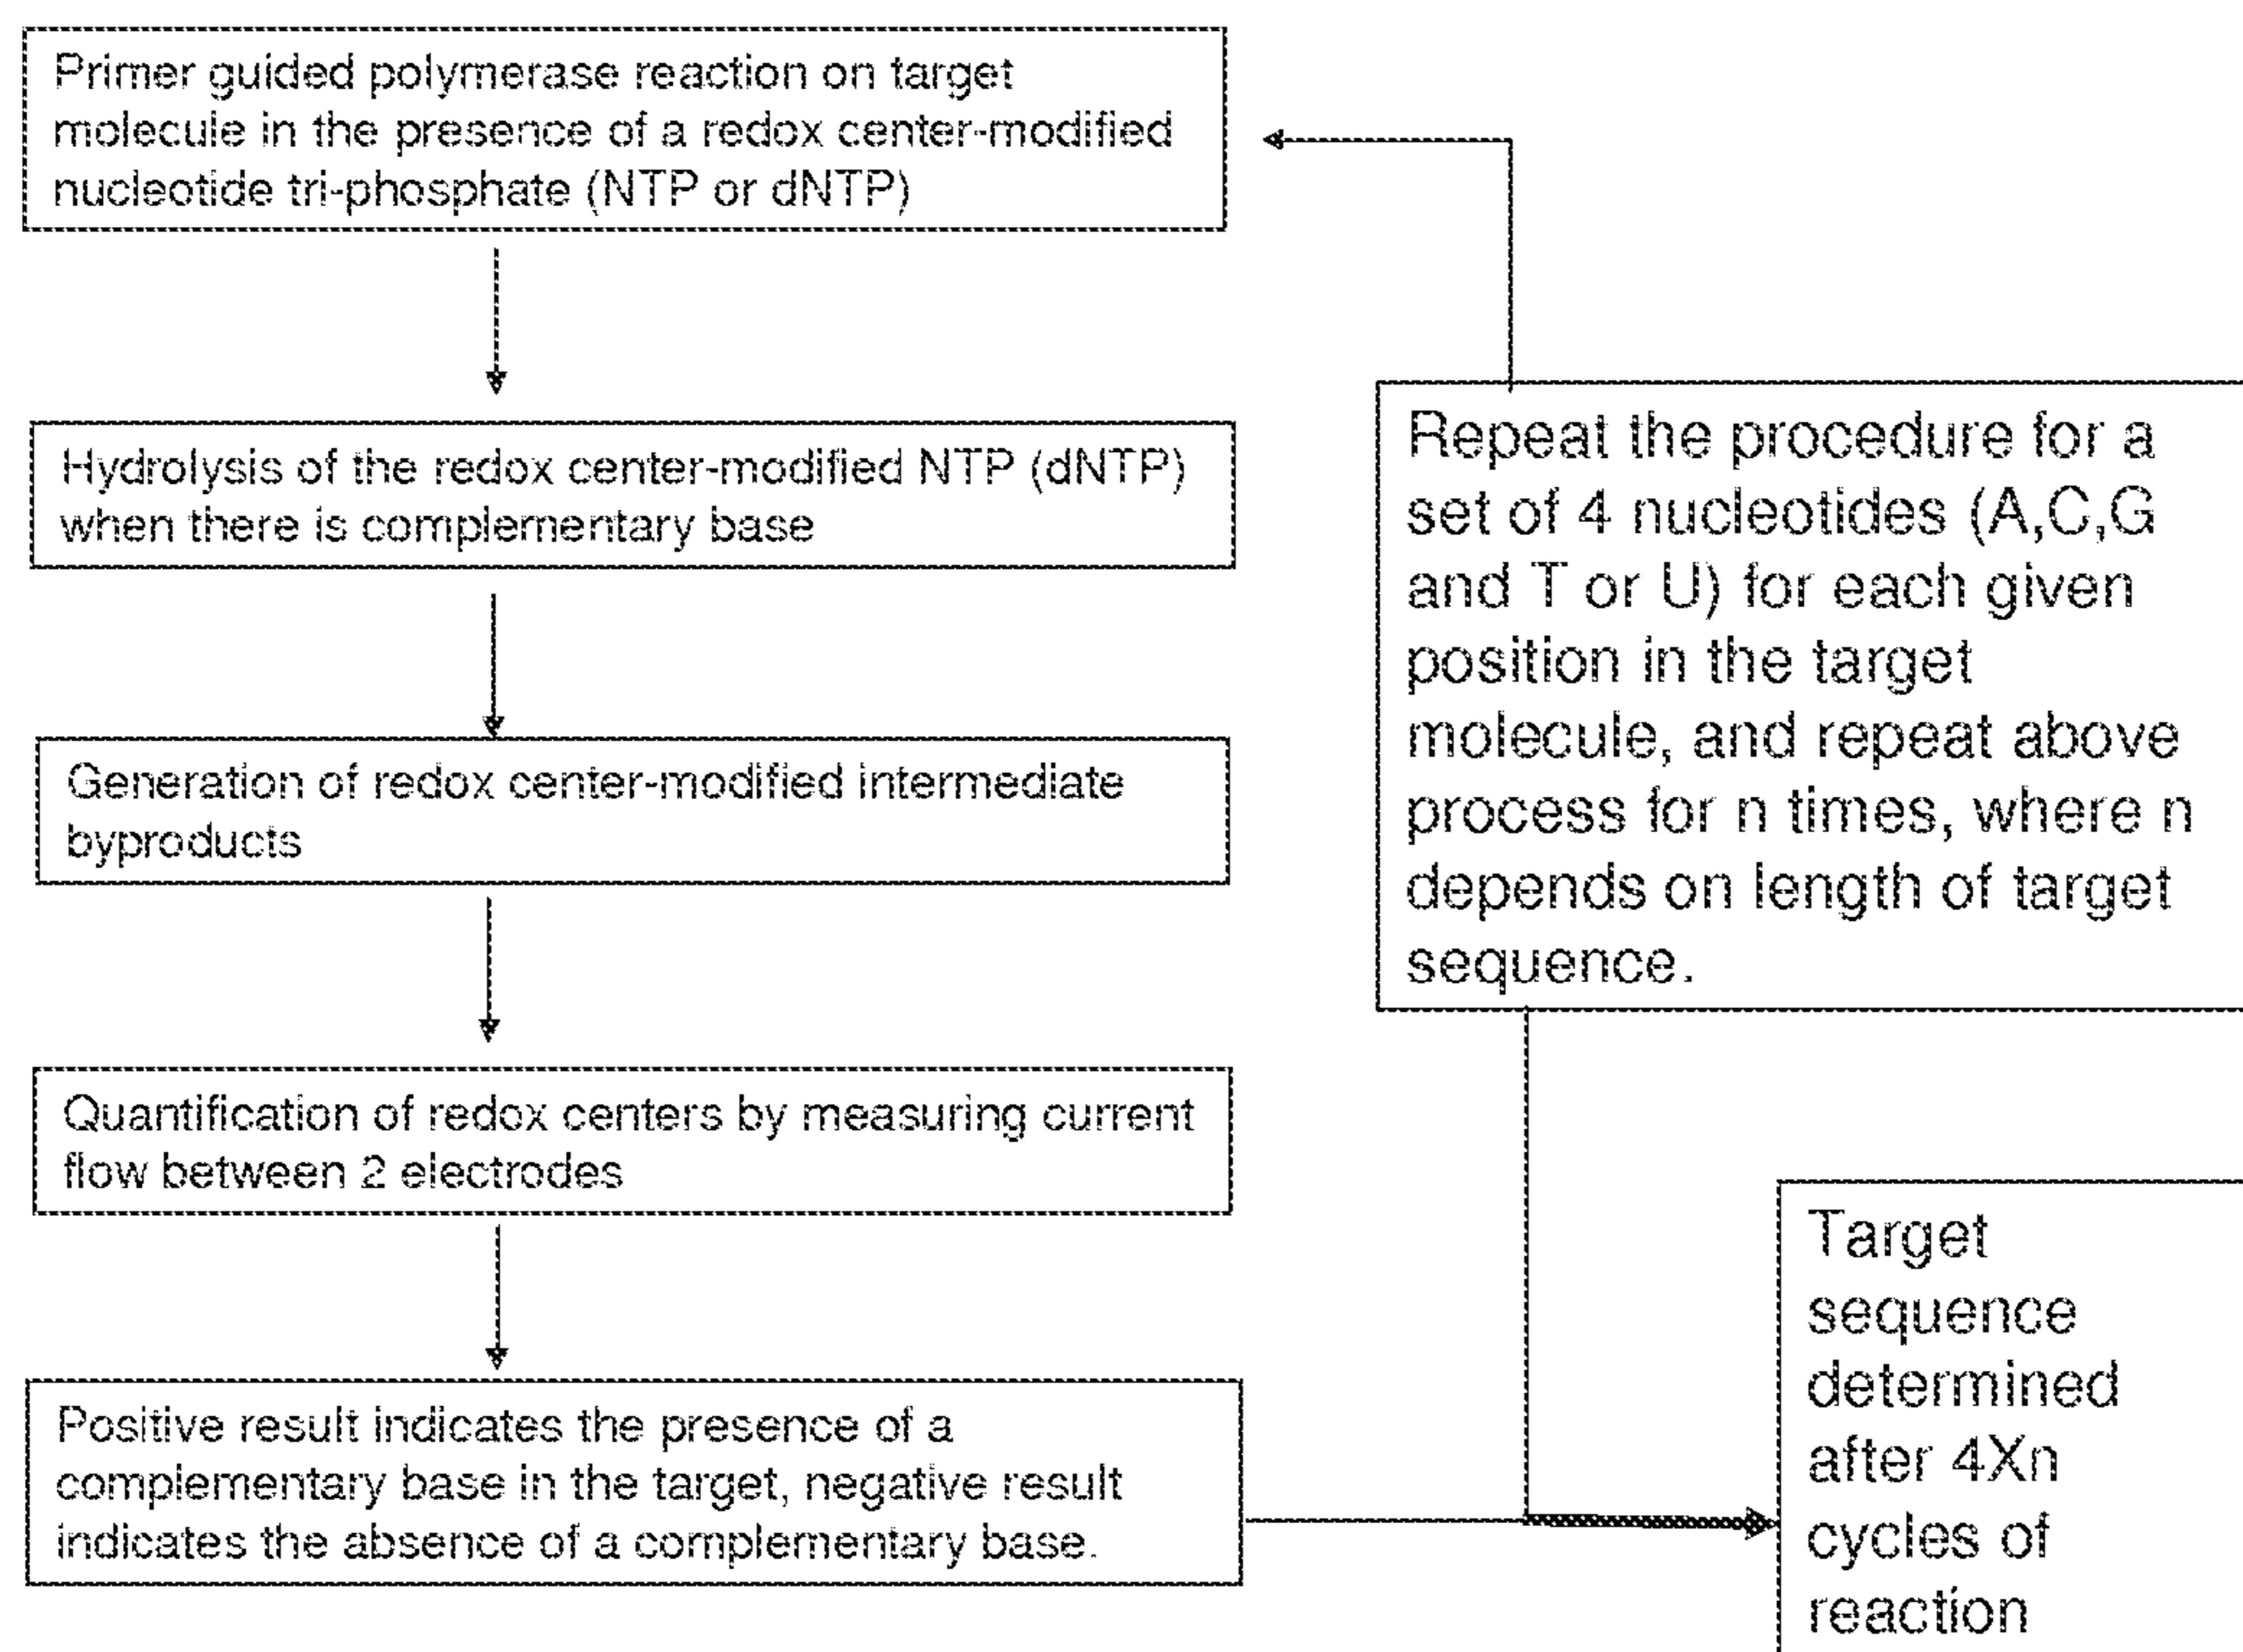 Primer guided polymerase reaction on target
molecule in the presence of a redox center-modified
nucleotide tri-phosphate (NTP or dNTP)
Hydrolysis of the redox center-modified NTP (dNTP)
when there is complementary base
Generation of redox center-modified intermediate
byproducts
Quantification of redox centers by measuring current
flow between 2 electrodes
Positive result indicates the presence of a
complementary base in the target, negative result
indicates the absence of a complementary base.
Repeat the procedure for a
set of 4 nucleotides (A,C,G
and T or U) for each given
position in the target
molecule, and repeat above
process for n times, where n
depends on length of target
sequence.
Target
sequence
determined
after 4Xn
cycles of
reaction